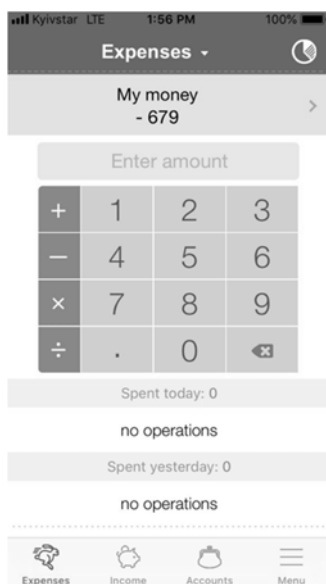 Kyivstar LTE 1:56 PM 100%
Expenses
My money
- 679
Enter amount
+ 1 2 3
− 4 5 6
× 7 8 9
÷ . 0
Spent today: 0
no operations
Spent yesterday: 0
no operations
Expenses Income Accounts Menu